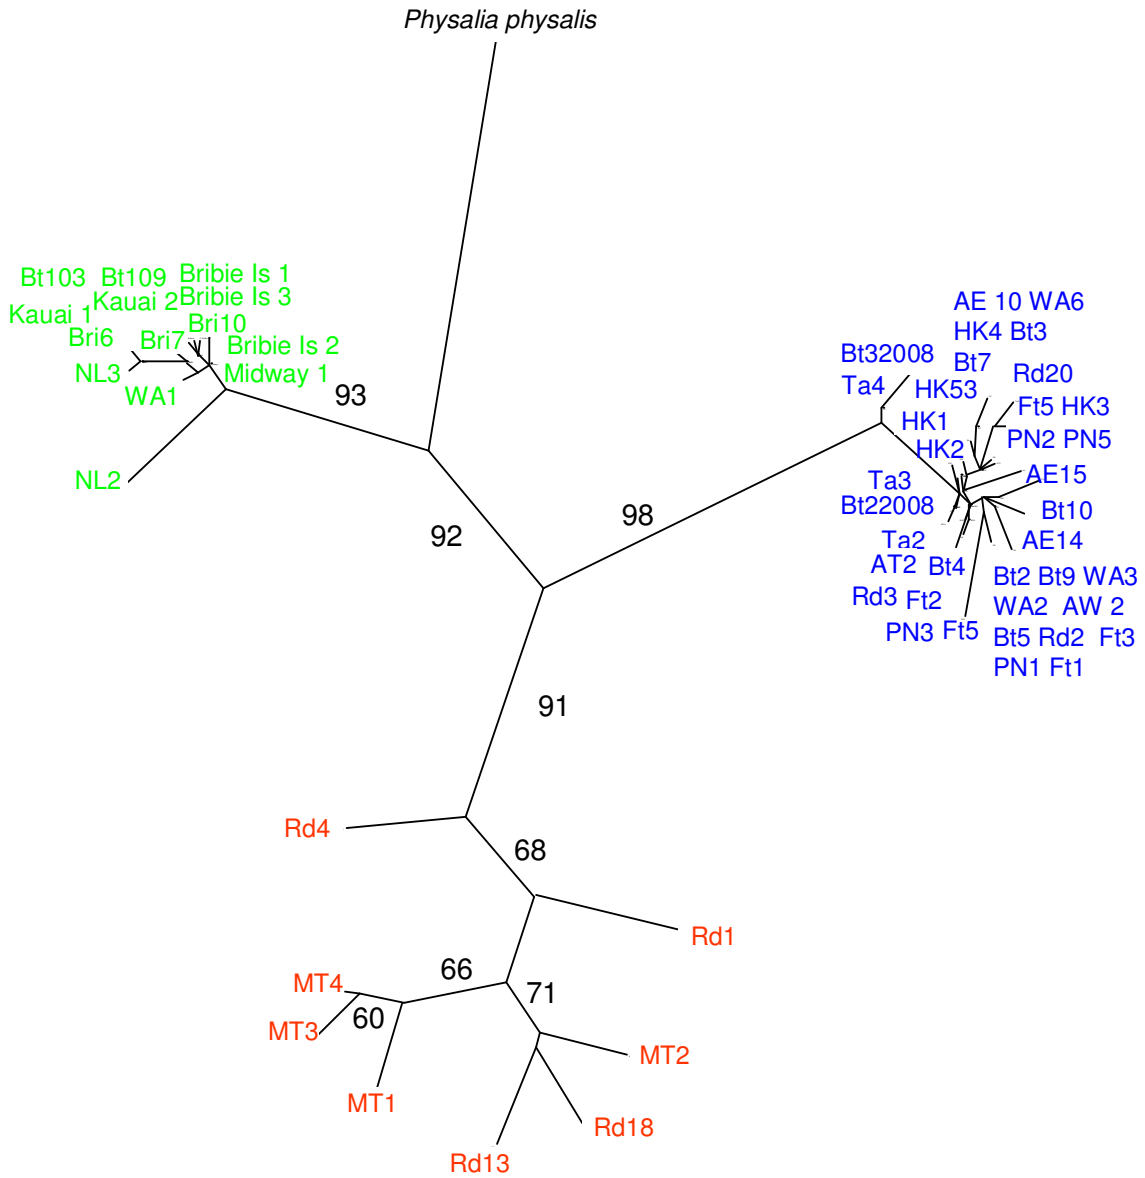 Physalia physalis
Bt103 Bt109 Bribie Is 1
Kauai 1 Kauai 2 Bribie Is 3
Bri6 Bri7 Bri10
NL3 Bribie Is 2
WA1 Midway 1
93
NL2
92
98
AE 10 WA6
HK4 Bt3
Bt32008 Bt7
Ta4 HK53 Rd20
HK1 Ft5 HK3
HK2 PN2 PN5
Ta3 AE15
Bt22008 Bt10
Ta2 AE14
AT2 Bt4
Bt2 Bt9 WA3
Rd3 Ft2
WA2 AW 2
PN3 Ft5
Bt5 Rd2 Ft3
PN1 Ft1
91
Rd4
68
Rd1
66
71
MT4
60
MT3
MT2
MT1
Rd18
Rd13